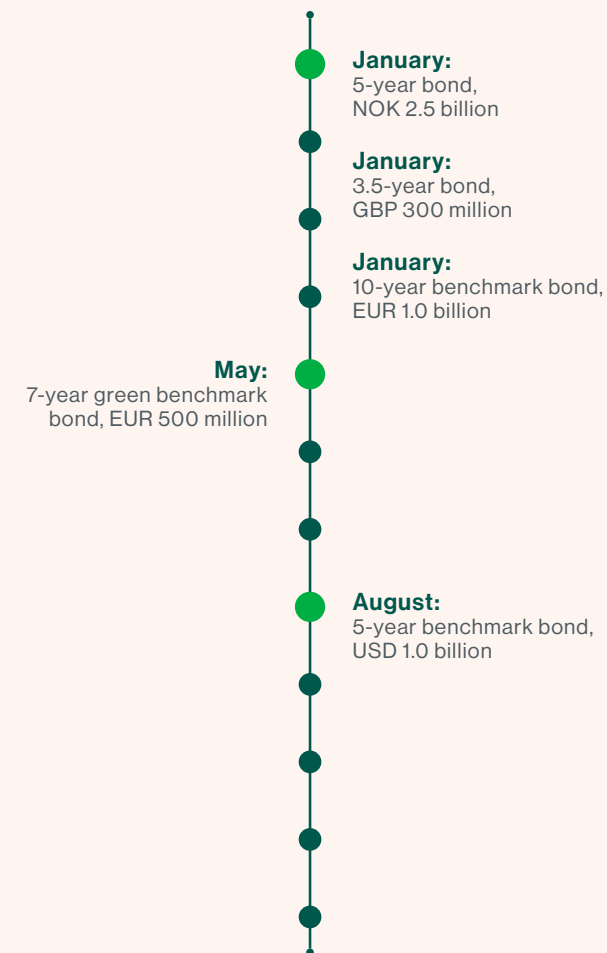 January:
5-year bond,
NOK 2.5 billion
January:
3.5-year bond,
GBP 300 million
January:
10-year benchmark bond,
EUR 1.0 billion
May:
7-year green benchmark
bond, EUR 500 million
August:
5-year benchmark bond,
USD 1.0 billion